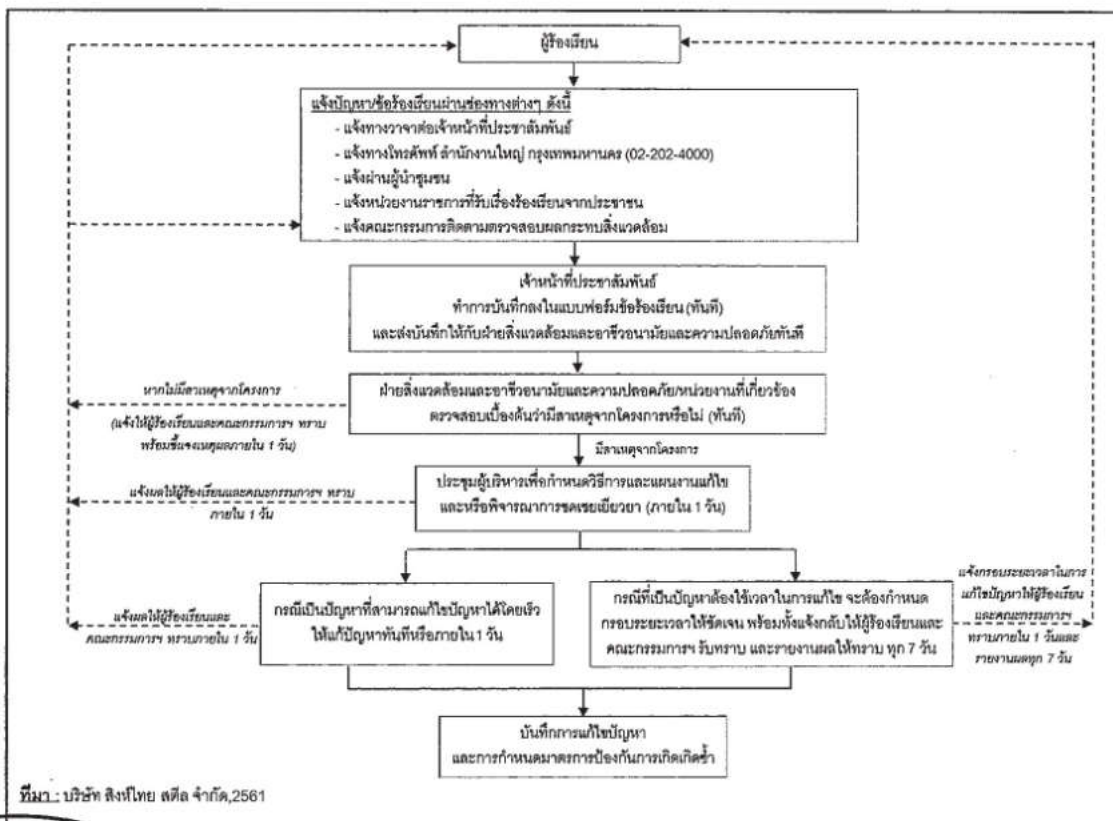 ผู้ร้องเรียน
แจ้งปัญหา/ข้อร้องเรียนผ่านช่องทางต่างๆ ดังนี้
- แจ้งทางวาจาต่อเจ้าหน้าที่ประชาสัมพันธ์
- แจ้งทางโทรศัพท์ สำนักงานใหญ่ กรุงเทพมหานคร (02-202-4000)
- แจ้งผ่านผู้นำชุมชน
- แจ้งหน่วยงานราชการที่รับเรื่องร้องเรียนจากประชาชน
- แจ้งคณะกรรมการติดตามตรวจสอบผลกระทบสิ่งแวดล้อม
เจ้าหน้าที่ประชาสัมพันธ์
ทำการบันทึกลงในแบบฟอร์มข้อร้องเรียน (ทันที)
และส่งบันทึกให้กับฝ่ายสิ่งแวดล้อมและอาชีวอนามัยและความปลอดภัยทันที
หากไม่มีสาเหตุจากโครงการ
(แจ้งให้ผู้ร้องเรียนและคณะกรรมการฯ ทราบ
พร้อมชี้แจงเหตุผลภายใน 1 วัน)
ฝ่ายสิ่งแวดล้อมและอาชีวอนามัยและความปลอดภัย/หน่วยงานที่เกี่ยวข้อง
ตรวจสอบเบื้องต้นว่ามีสาเหตุจากโครงการหรือไม่ (ทันที)
มีสาเหตุจากโครงการ
แจ้งผลให้ผู้ร้องเรียนและคณะกรรมการฯ ทราบ
ภายใน 1 วัน
ประชุมผู้บริหารเพื่อกำหนดวิธีการและแผนงานแก้ไข
และหรือพิจารณาการชดเชยเยียวยา (ภายใน 1 วัน)
แจ้งผลให้ผู้ร้องเรียนและ
คณะกรรมการฯ ทราบภายใน 1 วัน
กรณีเป็นปัญหาที่สามารถแก้ไขปัญหาได้โดยเร็ว
ให้แก้ปัญหาทันทีหรือภายใน 1 วัน
กรณีที่เป็นปัญหาต้องใช้เวลาในการแก้ไข จะต้องกำหนด
กรอบระยะเวลาให้ชัดเจน พร้อมทั้งแจ้งกลับให้ผู้ร้องเรียนและ
คณะกรรมการฯ รับทราบ และรายงานผลให้ทราบ ทุก 7 วัน
แจ้งกรอบระยะเวลาในการ
แก้ไขปัญหาให้ผู้ร้องเรียน
และคณะกรรมการฯ
ทราบภายใน 1 วันและ
รายงานผลทุก 7 วัน
บันทึกการแก้ไขปัญหา
และการกำหนดมาตรการป้องกันการเกิดเกิดซ้ำ
ที่มา : บริษัท สิงห์ไทย สตีล จำกัด,2561